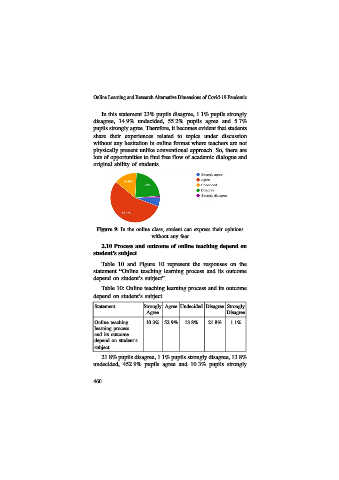 Online Learning and Research Alternative Dimensions of Covid-19 Pandemic
In this statement 23% pupils disagree, 1.1% pupils strongly
disagree, 14.9% undecided, 55.2% pupils agree and 5.7%
pupils strongly agree. Therefore, it becomes evident that students
share their experiences related to topics under discussion
without any hesitation in online format where teachers are not
physically present unlike conventional approach. So, there are
lots of opportunities to find free flow of academic dialogue and
original ability of students.
Strongly agree
Agree
Undecided
Disagree
Strongly disagree
Figure 9: In the online class, student can express their opinions
without any fear
2.10 Process and outcome of online teaching depend on
student's subject
Table 10 and Figure 10 represent the responses on the
statement "Online teaching learning process and its outcome
depend on student's subject"
Table 10: Online teaching learning process and its outcome
depend on student's subject
Statement Strongly Agree Undecided Disagree Strongly
Agree Disagree
Online teaching 10.3% 52.9% 13.8% 21.8% 1.1%
learning process
and its outcome
depend on student's
subject
21.8% pupils disagree, 1.1% pupils strongly disagree, 13.8%
undecided, 452.9% pupils agree and 10.3% pupils strongly
460